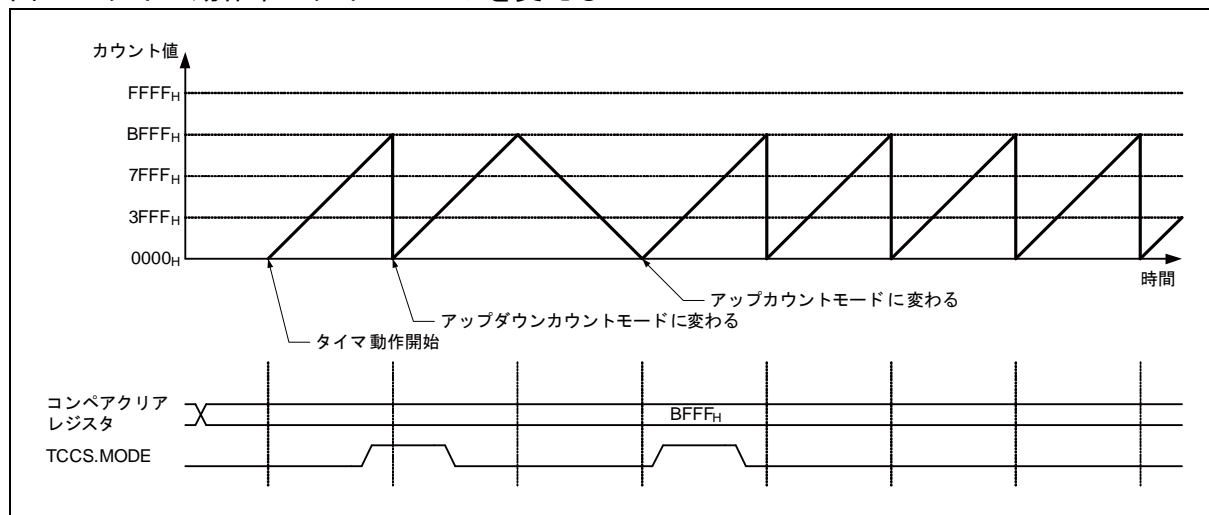 カウント値
FFFFH
BFFFH
7FFFH
3FFFH
0000H
時間
アップカウントモードに変わる
アップダウンカウントモードに変わる
タイマ動作開始
コンペアクリア
レジスタ
BFFFH
TCCS.MODE